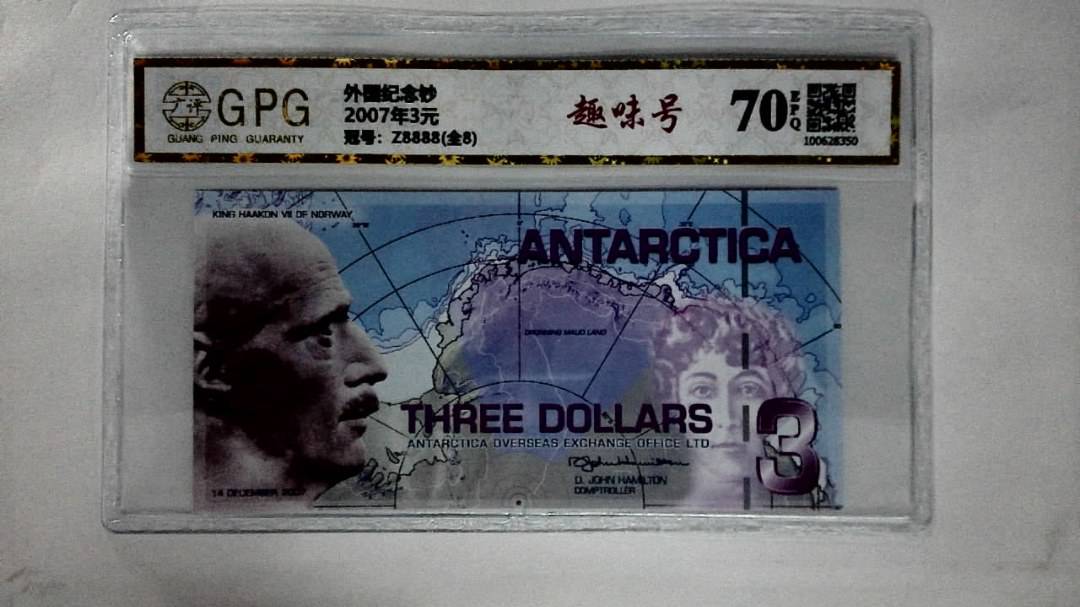 广评
GPG
GUANG PING GUARANTY
外国纪念钞
2007年3元
冠号：Z8888(全8)
趣味号
70
EPQ
100628350
KING HAAKON VII OF NORWAY
ANTARCTICA
DRONNING MAUD LAND
THREE DOLLARS
ANTARCTICA OVERSEAS EXCHANGE OFFICE LTD.
D. JOHN HAMILTON
COMPTROLLER
3
14 DECEMBER 2007